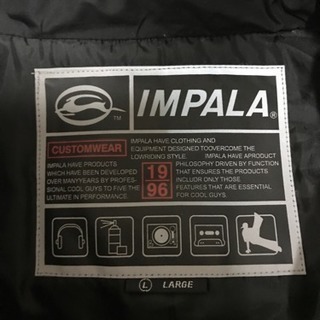 IMPALA®
TM
CUSTOMWEAR
IMPALA HAVE CLOTHING AND
EQUIPMENT DESIGNED TOOVERCOME THE
LOWRIDING STYLE. IMPALA HAVE APRODUCT
IMPALA HAVE PRODUCTS
WHICH HAVE BEEN DEVELOPED
OVER MANYYEARS BY PROFES-
SIONAL COOL GUYS TO FIVE THE
ULTIMATE IN PERFORMANCE.
19
96
PHILOSOPHY DRIVEN BY FUNCTION
THAT ENSURES THE PRODUCTS
INCLUDE ONLY THOSE
FEATURES THAT ARE ESSENTIAL
FOR COOL GUYS.
L LARGE